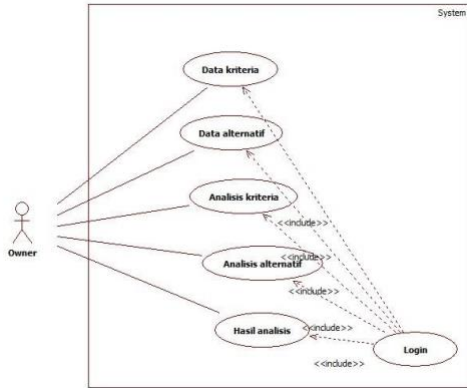 System
Data kriteria
Data alternatif
Analisis kriteria
<<include>>
Owner
Analisis alternatif
<<include>>
<<include>>
Hasil analisis
<<include>>
Login
<<include>>